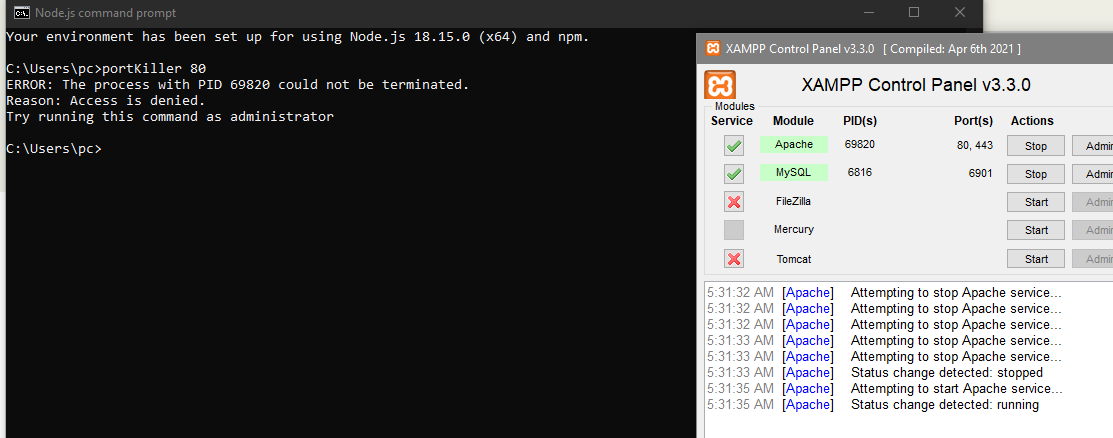 Node.js command prompt
Your environment has been set up for using Node.js 18.15.0 (x64) and npm.
C:\Users\pc>portKiller 80
ERROR: The process with PID 69820 could not be terminated.
Reason: Access is denied.
Try running this command as administrator
C:\Users\pc>
XAMPP Control Panel v3.3.0 [ Compiled: Apr 6th 2021 ]
XAMPP Control Panel v3.3.0
Modules
Service Module PID(s) Port(s) Actions
Apache 69820 80, 443 Stop Admin
MySQL 6816 6901 Stop Admin
FileZilla Start Admin
Mercury Start Admin
Tomcat Start Admin
5:31:32 AM [Apache] Attempting to stop Apache service...
5:31:32 AM [Apache] Attempting to stop Apache service...
5:31:32 AM [Apache] Attempting to stop Apache service...
5:31:33 AM [Apache] Attempting to stop Apache service...
5:31:33 AM [Apache] Attempting to stop Apache service...
5:31:33 AM [Apache] Status change detected: stopped
5:31:35 AM [Apache] Attempting to start Apache service...
5:31:35 AM [Apache] Status change detected: running